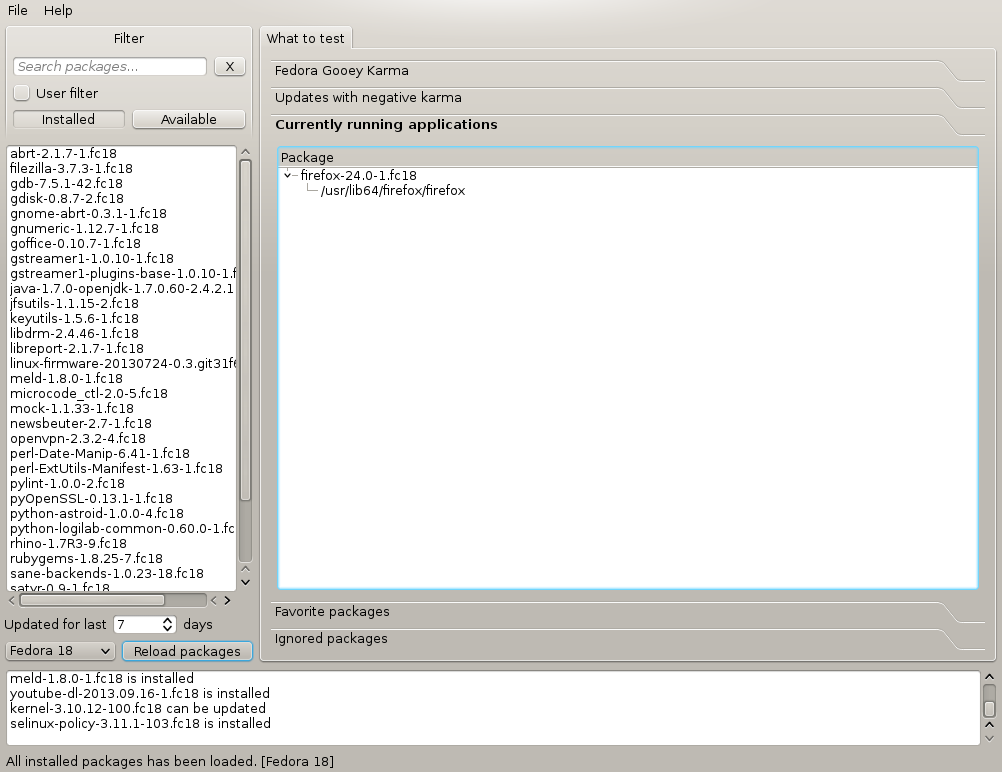 File Help
Filter
Search packages...
X
User filter
Installed
Available
abrt-2.1.7-1.fc18
filezilla-3.7.3-1.fc18
gdb-7.5.1-42.fc18
gdisk-0.8.7-2.fc18
gnome-abrt-0.3.1-1.fc18
gnumeric-1.12.7-1.fc18
goffice-0.10.7-1.fc18
gstreamer1-1.0.10-1.fc18
gstreamer1-plugins-base-1.0.10-1.f
java-1.7.0-openjdk-1.7.0.60-2.4.2.1
jfsutils-1.1.15-2.fc18
keyutils-1.5.6-1.fc18
libdrm-2.4.46-1.fc18
libreport-2.1.7-1.fc18
linux-firmware-20130724-0.3.git31f6
meld-1.8.0-1.fc18
microcode_ctl-2.0-5.fc18
mock-1.1.33-1.fc18
newsbeuter-2.7-1.fc18
openvpn-2.3.2-4.fc18
perl-Date-Manip-6.41-1.fc18
perl-ExtUtils-Manifest-1.63-1.fc18
pylint-1.0.0-2.fc18
pyOpenSSL-0.13.1-1.fc18
python-astroid-1.0.0-4.fc18
python-logilab-common-0.60.0-1.fc
rhino-1.7R3-9.fc18
rubygems-1.8.25-7.fc18
sane-backends-1.0.23-18.fc18
satyr-0.9-1.fc18
Updated for last 7 days
Fedora 18
Reload packages
What to test
Fedora Gooey Karma
Updates with negative karma
Currently running applications
Package
firefox-24.0-1.fc18
/usr/lib64/firefox/firefox
Favorite packages
Ignored packages
meld-1.8.0-1.fc18 is installed
youtube-dl-2013.09.16-1.fc18 is installed
kernel-3.10.12-100.fc18 can be updated
selinux-policy-3.11.1-103.fc18 is installed
All installed packages has been loaded. [Fedora 18]